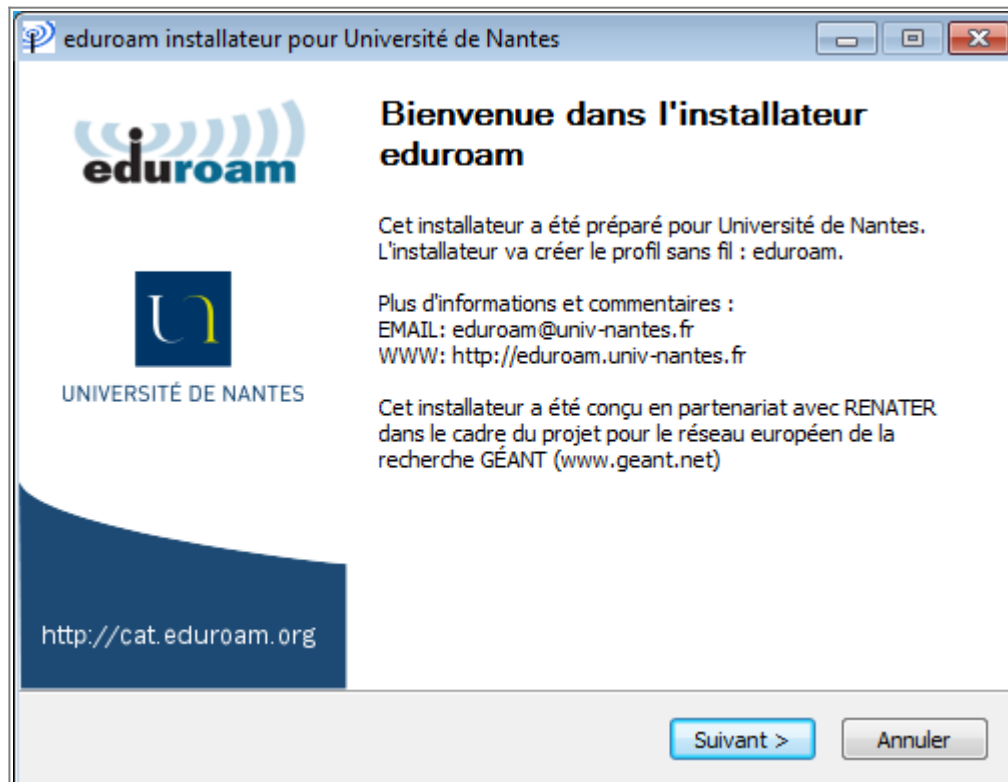 eduroam installateur pour Université de Nantes
eduroam
UNIVERSITÉ DE NANTES
http://cat.eduroam.org
Bienvenue dans l'installateur
eduroam
Cet installateur a été préparé pour Université de Nantes.
L'installateur va créer le profil sans fil : eduroam.
Plus d'informations et commentaires :
EMAIL: eduroam@univ-nantes.fr
WWW: http://eduroam.univ-nantes.fr
Cet installateur a été conçu en partenariat avec RENATER
dans le cadre du projet pour le réseau européen de la
recherche GÉANT (www.geant.net)
Suivant >
Annuler